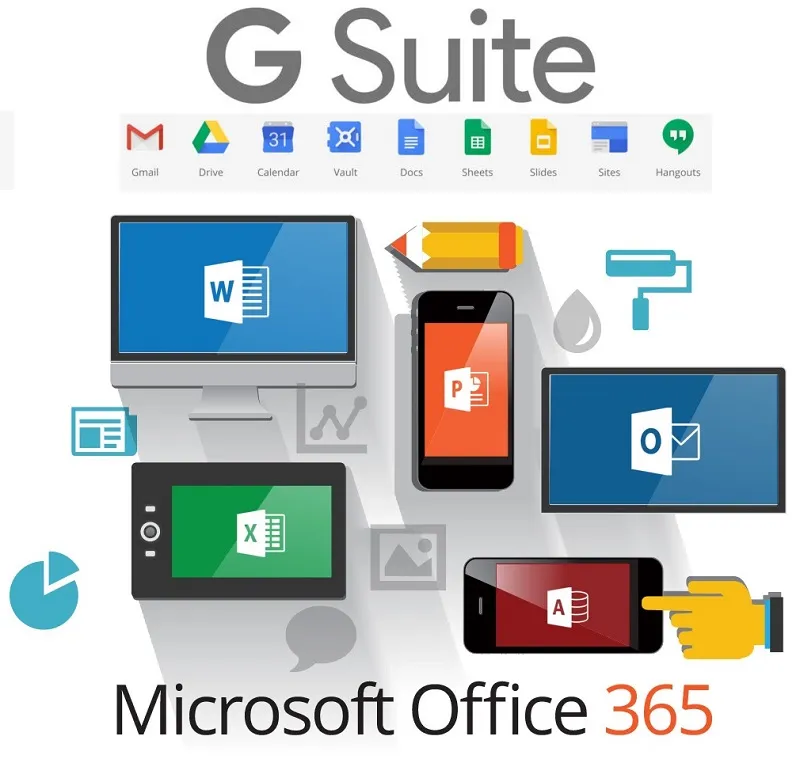 G Suite
31
Gmail Drive Calendar Vault Docs Sheets Slides Sites Hangouts
W
P
O
X
A
Microsoft Office 365